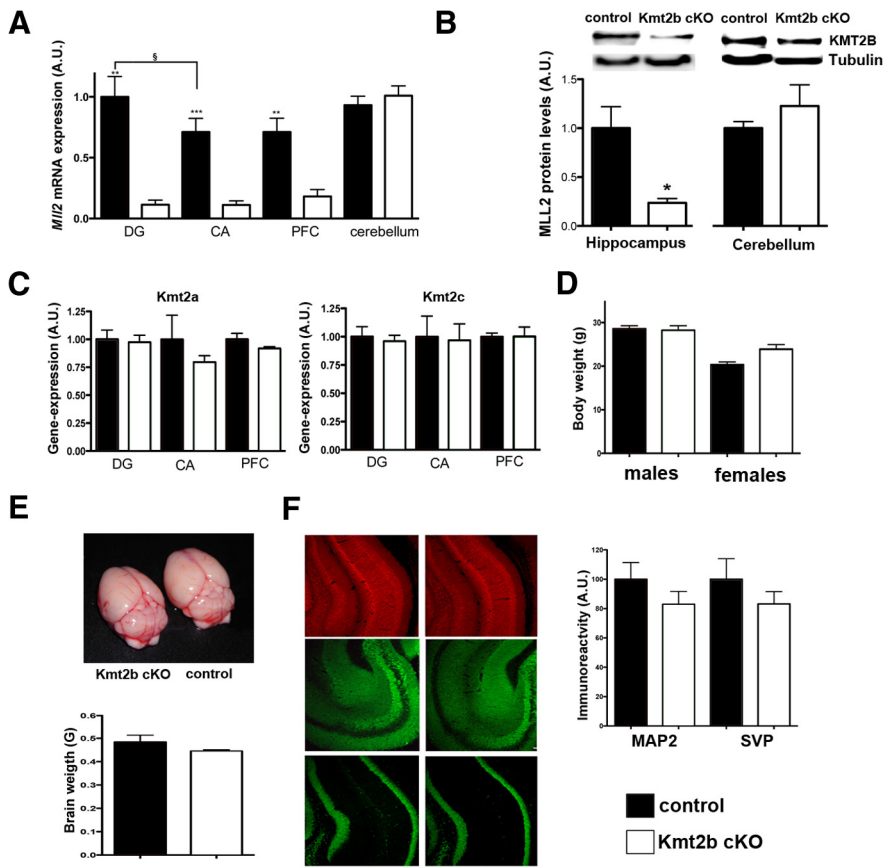 A
Mll2 mRNA expression (A.U.)
1.0
0.5
0.0
**
§
***
**
DG CA PFC cerebellum
B
control Kmt2b cKO control Kmt2b cKO
KMT2B
Tubulin
MLL2 protein levels (A.U.)
1.5
1.0
0.5
0.0
*
Hippocampus Cerebellum
C
Kmt2a
Gene-expression (A.U.)
1.25
1.00
0.75
0.50
0.25
0.00
DG CA PFC
Kmt2c
Gene-expression (A.U.)
1.25
1.00
0.75
0.50
0.25
0.00
DG CA PFC
D
Body weight (g)
30
20
10
0
males females
E
Kmt2b cKO control
Brain weigth (G)
0.6
0.5
0.4
0.3
0.2
0.1
0.0
F
Immunoreactvity (A.U.)
120
100
80
60
40
20
0
MAP2 SVP
control
Kmt2b cKO